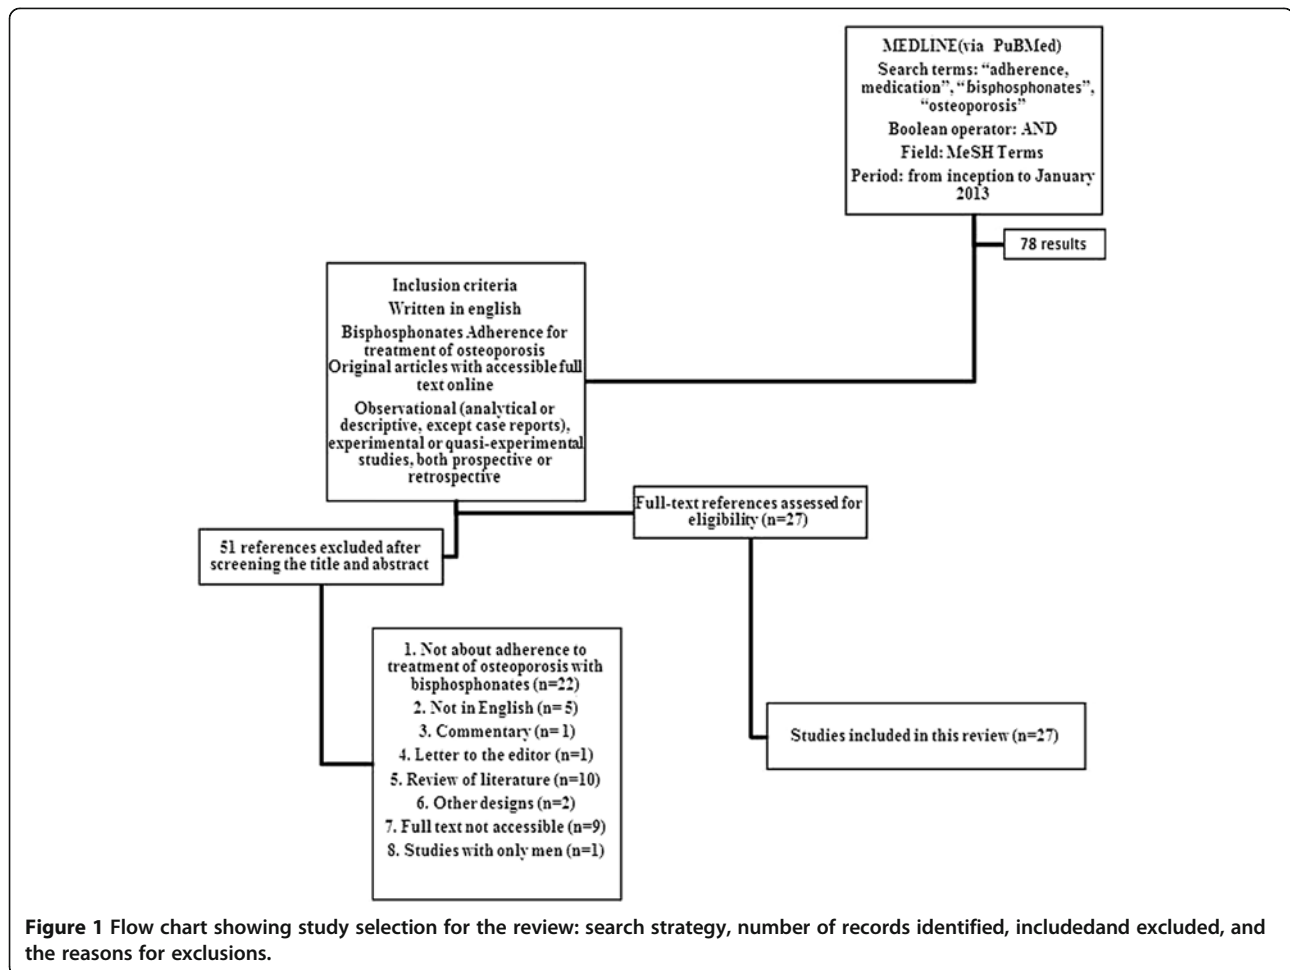 MEDLINE(via PuBMed)
Search terms: “adherence,
medication”, “bisphosphonates”,
“osteoporosis”
Boolean operator: AND
Field: MeSH Terms
Period: from inception to January
2013
78 results
Inclusion criteria
Written in english
Bisphosphonates Adherence for
treatment of osteoporosis
Original articles with accessible full
text online
Observational (analytical or
descriptive, except case reports),
experimental or quasi-experimental
studies, both prospective or
retrospective
Full-text references assessed for
eligibility (n=27)
51 references excluded after
screening the title and abstract
1. Not about adherence to
treatment of osteoporosis with
bisphosphonates (n=22)
2. Not in English (n= 5)
3. Commentary (n= 1)
4. Letter to the editor (n=1)
5. Review of literature (n=10)
6. Other designs (n=2)
7. Full text not accessible (n=9)
8. Studies with only men (n=1)
Studies included in this review (n=27)
Figure 1 Flow chart showing study selection for the review: search strategy, number of records identified, includedand excluded, and
the reasons for exclusions.